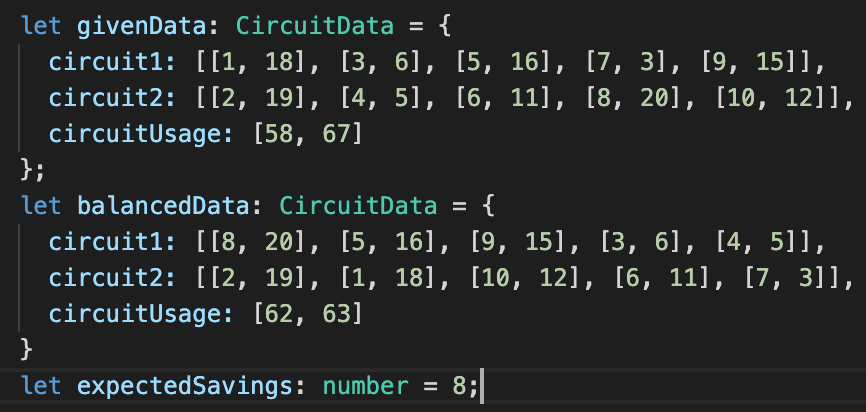 let givenData: CircuitData = {
  circuit1: [[1, 18], [3, 6], [5, 16], [7, 3], [9, 15]],
  circuit2: [[2, 19], [4, 5], [6, 11], [8, 20], [10, 12]],
  circuitUsage: [58, 67]
};
let balancedData: CircuitData = {
  circuit1: [[8, 20], [5, 16], [9, 15], [3, 6], [4, 5]],
  circuit2: [[2, 19], [1, 18], [10, 12], [6, 11], [7, 3]],
  circuitUsage: [62, 63]
}
let expectedSavings: number = 8;